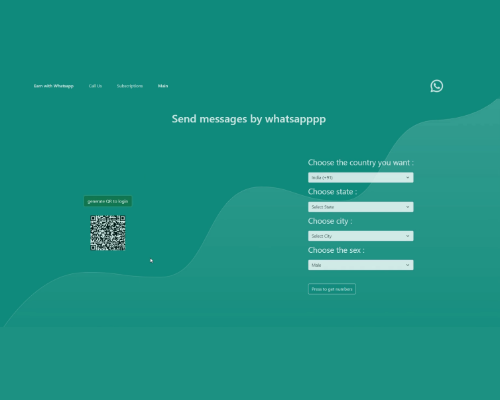 Earn with Whatsapp   Call Us   Subscriptions   Main
Send messages by whatsapppp
generate QR to login
Choose the country you want :
India (+91)
Choose state :
Select State
Choose city :
Select City
Choose the sex :
Male
Press to get numbers